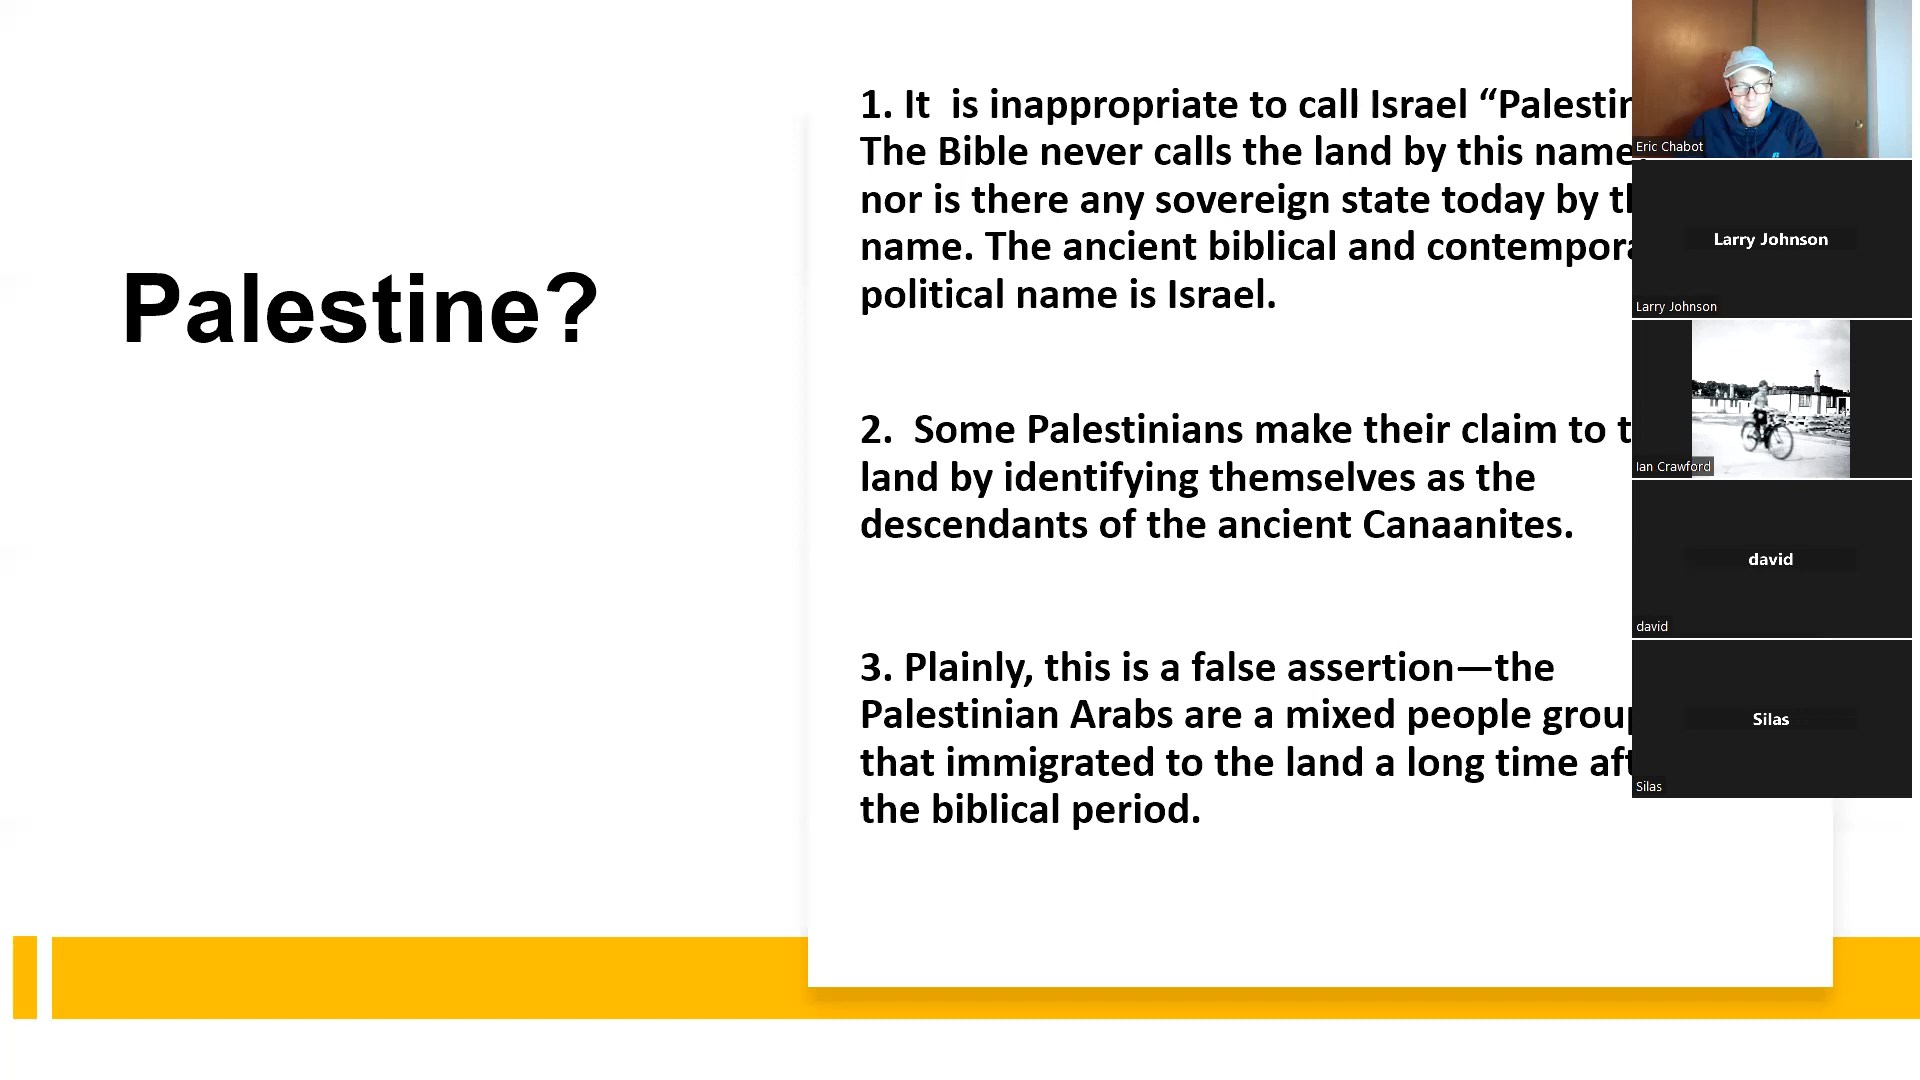 Palestine?
1. It  is inappropriate to call Israel “Palestin
The Bible never calls the land by this name
nor is there any sovereign state today by
name. The ancient biblical and contempora
political name is Israel.
2.  Some Palestinians make their claim to
land by identifying themselves as the
descendants of the ancient Canaanites.
3. Plainly, this is a false assertion—the
Palestinian Arabs are a mixed people group
that immigrated to the land a long time
the biblical period.
Eric Chabot
Larry Johnson
Larry Johnson
Ian Crawford
david
david
Silas
Silas